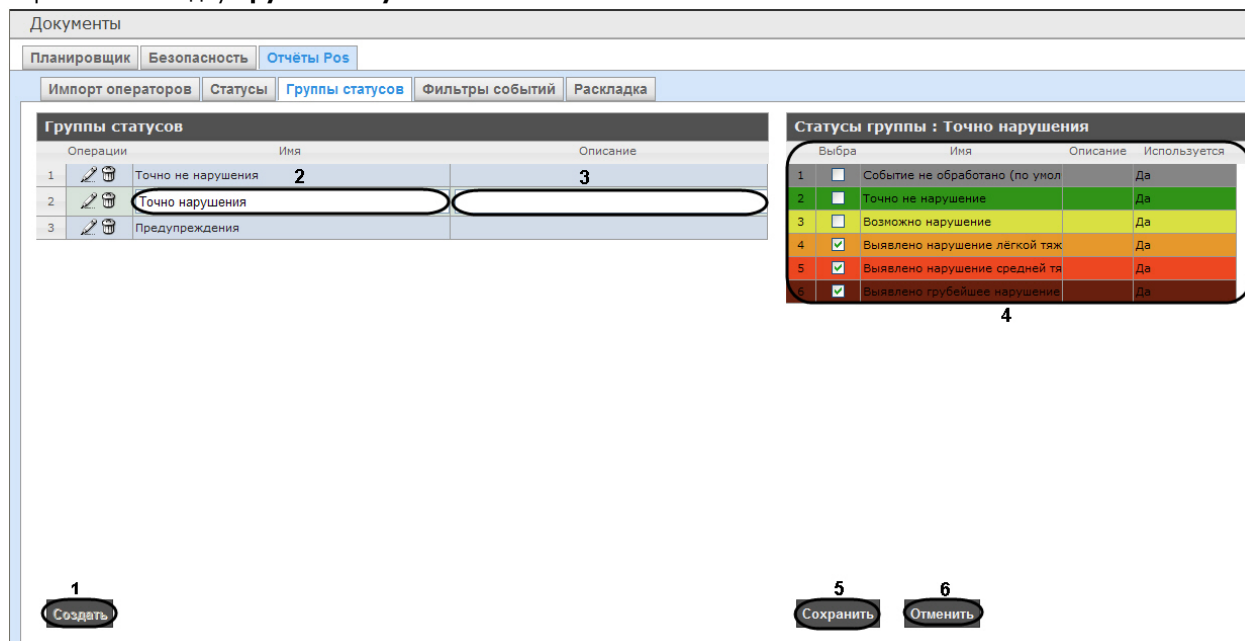 Документы
Планировщик Безопасность Отчёты Pos
Импорт операторов Статусы Группы статусов Фильтры событий Раскладка
Группы статусов
Операции Имя Описание
1 Точно не нарушения 2 3
2 Точно нарушения
3 Предупреждения
Статусы группы : Точно нарушения
Выбра Имя Описание Используется
1 Событие не обработано (по умол Да
2 Точно не нарушение Да
3 Возможно нарушение Да
4 Выявлено нарушение лёгкой тяж Да
5 Выявлено нарушение средней тя Да
6 Выявлено грубейшее нарушение Да
4
1 5 6
Создать Сохранить Отменить